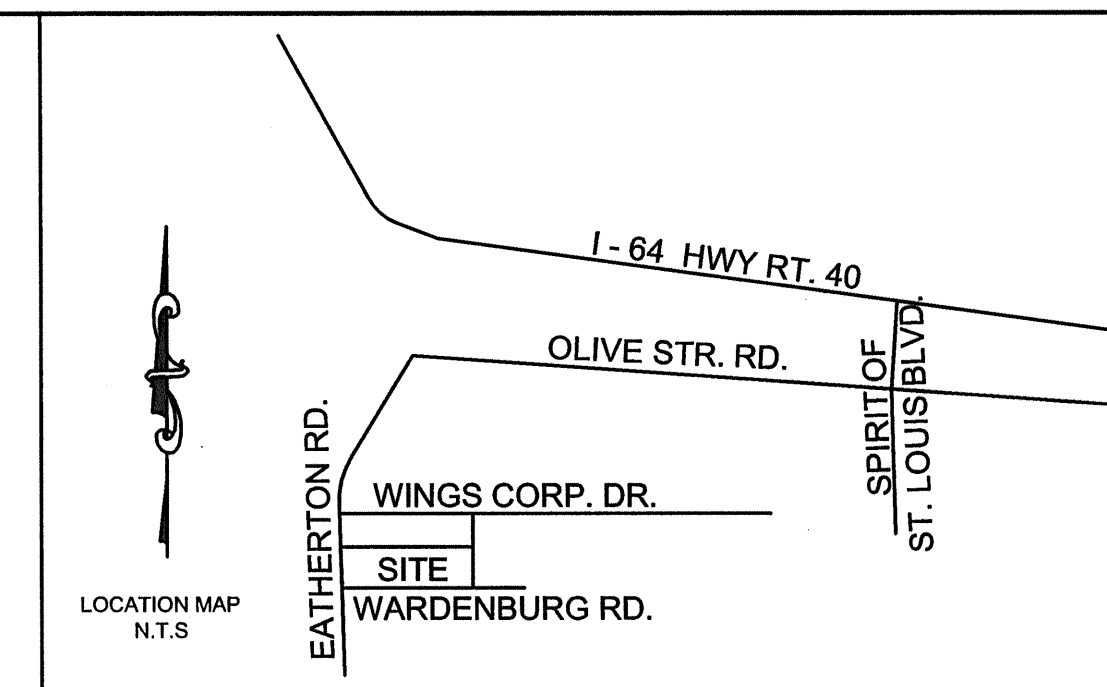 I - 64 HWY RT. 40
OLIVE STR. RD.
SPIRIT OF
ST. LOUIS BLVD.
EATHERTON RD.
WINGS CORP. DR.
SITE
WARDENBURG RD.
LOCATION MAP
N.T.S